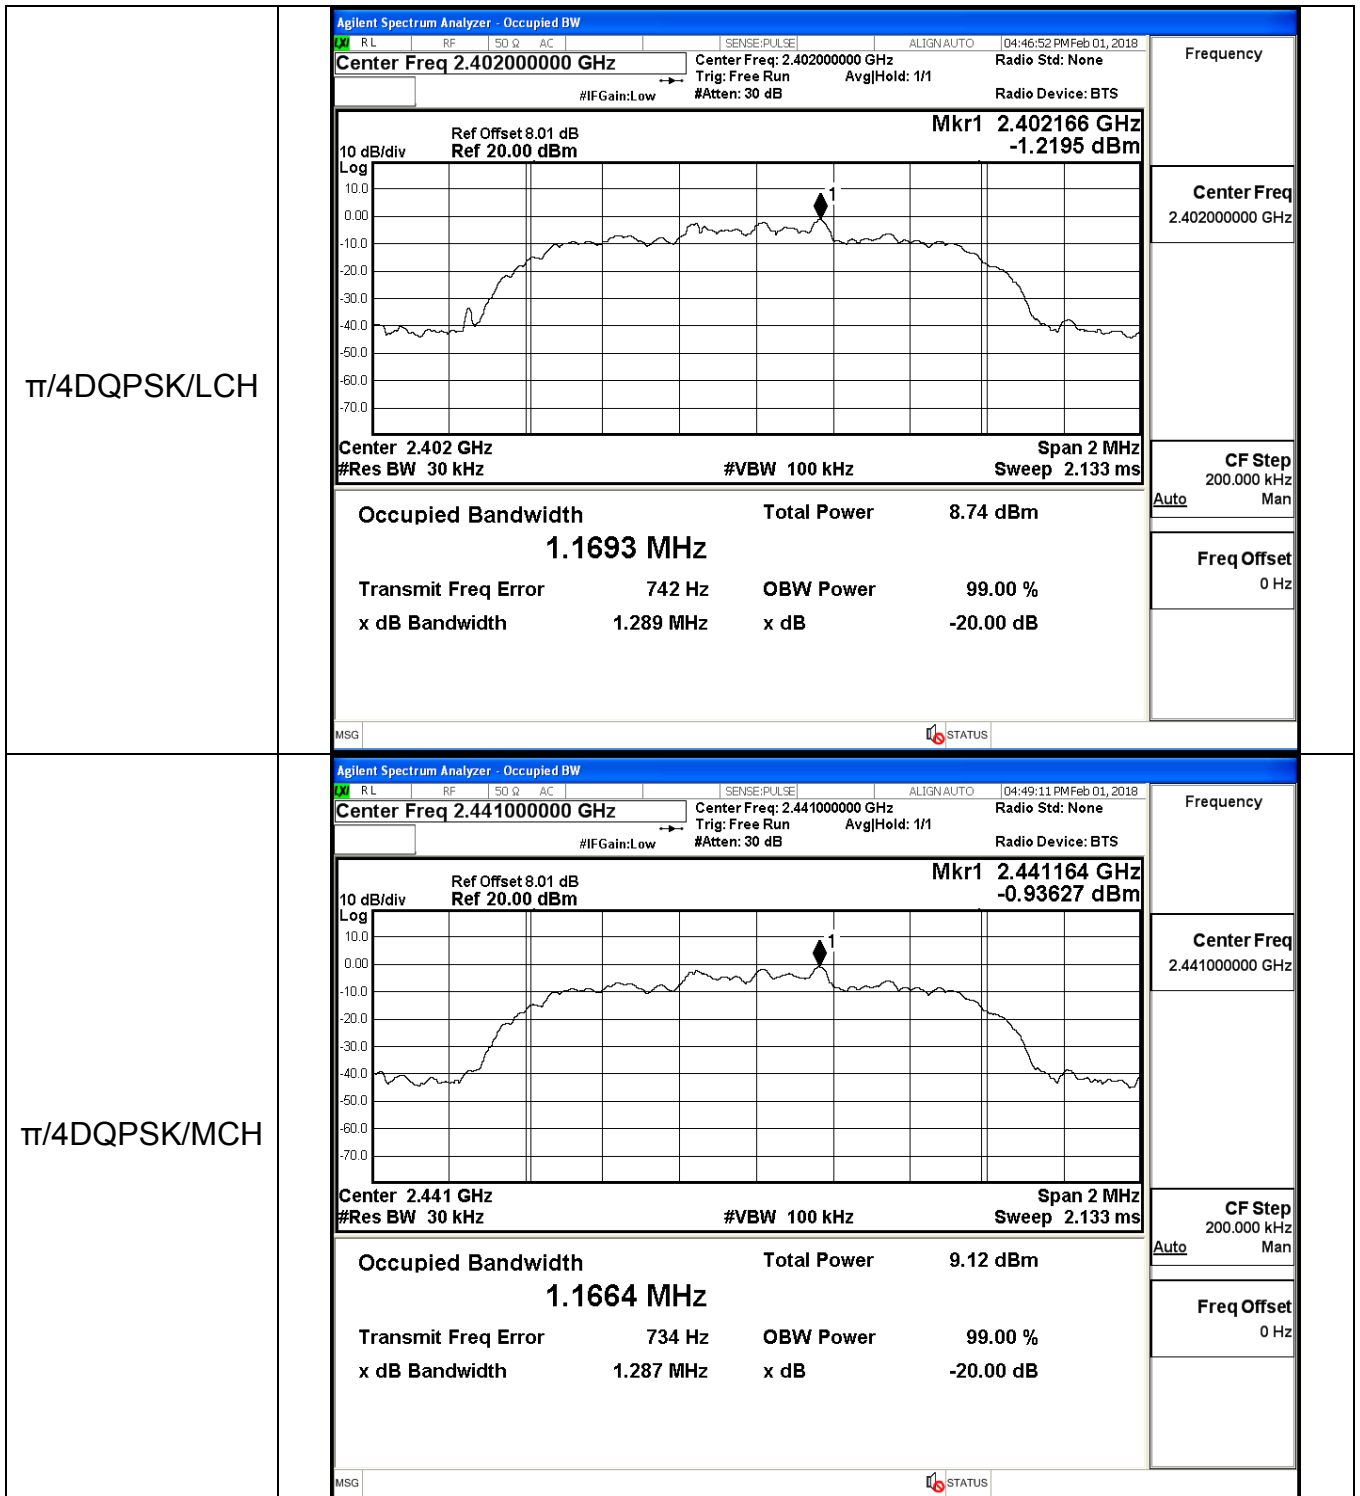 π/4DQPSK/LCH
Agilent Spectrum Analyzer - Occupied BW
LXI RL RF 50 Ω AC SENSE:PULSE ALIGN AUTO 04:46:52 PM Feb 01, 2018
Center Freq 2.402000000 GHz
Center Freq: 2.402000000 GHz Radio Std: None
Trig: Free Run Avg|Hold: 1/1
#IFGain:Low #Atten: 30 dB Radio Device: BTS
Frequency
Mkr1 2.402166 GHz
-1.2195 dBm
Ref Offset 8.01 dB
10 dB/div Ref 20.00 dBm
Log
10.0
1
0.00
-10.0
-20.0
-30.0
-40.0
-50.0
-60.0
-70.0
Center 2.402 GHz Span 2 MHz
#Res BW 30 kHz #VBW 100 kHz Sweep 2.133 ms
Center Freq
2.402000000 GHz
CF Step
200.000 kHz
Auto Man
Freq Offset
0 Hz
Occupied Bandwidth Total Power 8.74 dBm
1.1693 MHz
Transmit Freq Error 742 Hz OBW Power 99.00 %
x dB Bandwidth 1.289 MHz x dB -20.00 dB
MSG STATUS
π/4DQPSK/MCH
Agilent Spectrum Analyzer - Occupied BW
LXI RL RF 50 Ω AC SENSE:PULSE ALIGN AUTO 04:49:11 PM Feb 01, 2018
Center Freq 2.441000000 GHz
Center Freq: 2.441000000 GHz Radio Std: None
Trig: Free Run Avg|Hold: 1/1
#IFGain:Low #Atten: 30 dB Radio Device: BTS
Frequency
Mkr1 2.441164 GHz
-0.93627 dBm
Ref Offset 8.01 dB
10 dB/div Ref 20.00 dBm
Log
10.0
1
0.00
-10.0
-20.0
-30.0
-40.0
-50.0
-60.0
-70.0
Center 2.441 GHz Span 2 MHz
#Res BW 30 kHz #VBW 100 kHz Sweep 2.133 ms
Center Freq
2.441000000 GHz
CF Step
200.000 kHz
Auto Man
Freq Offset
0 Hz
Occupied Bandwidth Total Power 9.12 dBm
1.1664 MHz
Transmit Freq Error 734 Hz OBW Power 99.00 %
x dB Bandwidth 1.287 MHz x dB -20.00 dB
MSG STATUS